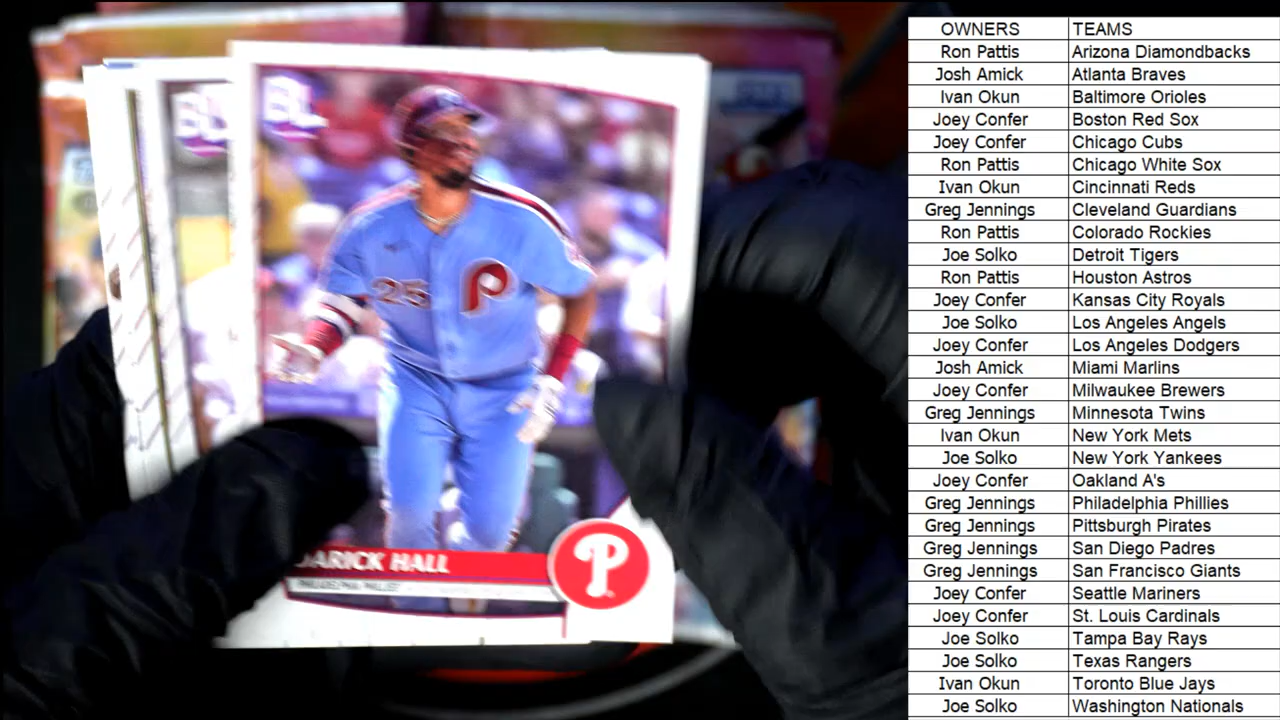 BL
BL
25
P
DARICK HALL
P
OWNERS TEAMS
Ron Pattis Arizona Diamondbacks
Josh Amick Atlanta Braves
Ivan Okun Baltimore Orioles
Joey Confer Boston Red Sox
Joey Confer Chicago Cubs
Ron Pattis Chicago White Sox
Ivan Okun Cincinnati Reds
Greg Jennings Cleveland Guardians
Ron Pattis Colorado Rockies
Joe Solko Detroit Tigers
Ron Pattis Houston Astros
Joey Confer Kansas City Royals
Joe Solko Los Angeles Angels
Joey Confer Los Angeles Dodgers
Josh Amick Miami Marlins
Joey Confer Milwaukee Brewers
Greg Jennings Minnesota Twins
Ivan Okun New York Mets
Joe Solko New York Yankees
Joey Confer Oakland A's
Greg Jennings Philadelphia Phillies
Greg Jennings Pittsburgh Pirates
Greg Jennings San Diego Padres
Greg Jennings San Francisco Giants
Joey Confer Seattle Mariners
Joey Confer St. Louis Cardinals
Joe Solko Tampa Bay Rays
Joe Solko Texas Rangers
Ivan Okun Toronto Blue Jays
Joe Solko Washington Nationals